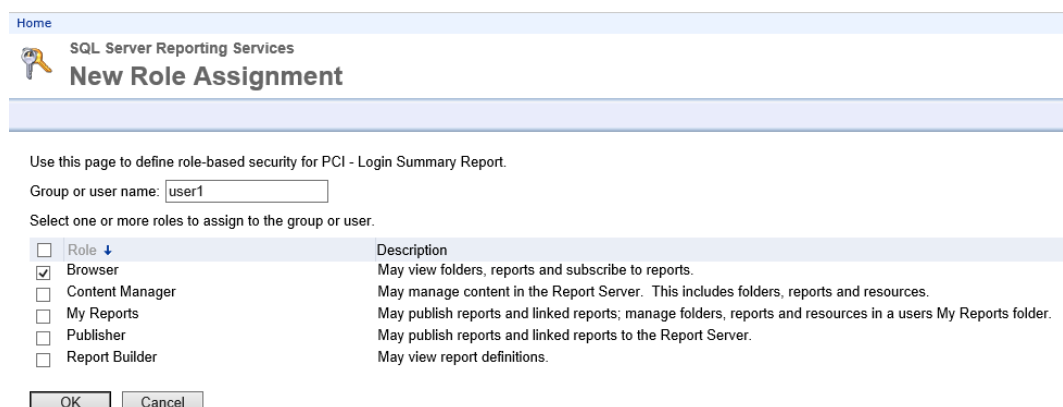 Home
SQL Server Reporting Services
New Role Assignment
Use this page to define role-based security for PCI - Login Summary Report.
Group or user name: user1
Select one or more roles to assign to the group or user.
Role ↓ Description
Browser May view folders, reports and subscribe to reports.
Content Manager May manage content in the Report Server. This includes folders, reports and resources.
My Reports May publish reports and linked reports; manage folders, reports and resources in a users My Reports folder.
Publisher May publish reports and linked reports to the Report Server.
Report Builder May view report definitions.
OK Cancel